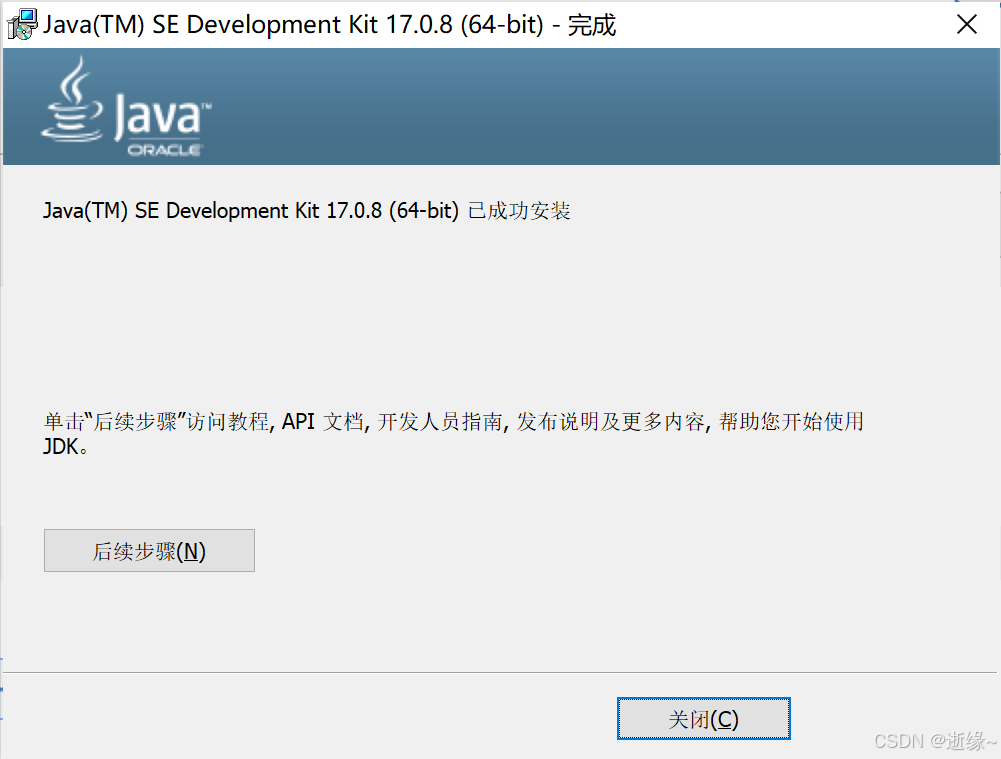 Java(TM) SE Development Kit 17.0.8 (64-bit) - 完成
Java™
ORACLE
Java(TM) SE Development Kit 17.0.8 (64-bit) 已成功安装
单击“后续步骤”访问教程, API 文档, 开发人员指南, 发布说明及更多内容, 帮助您开始使用
JDK。
后续步骤(N)
关闭(C)
CSDN @逝缘~